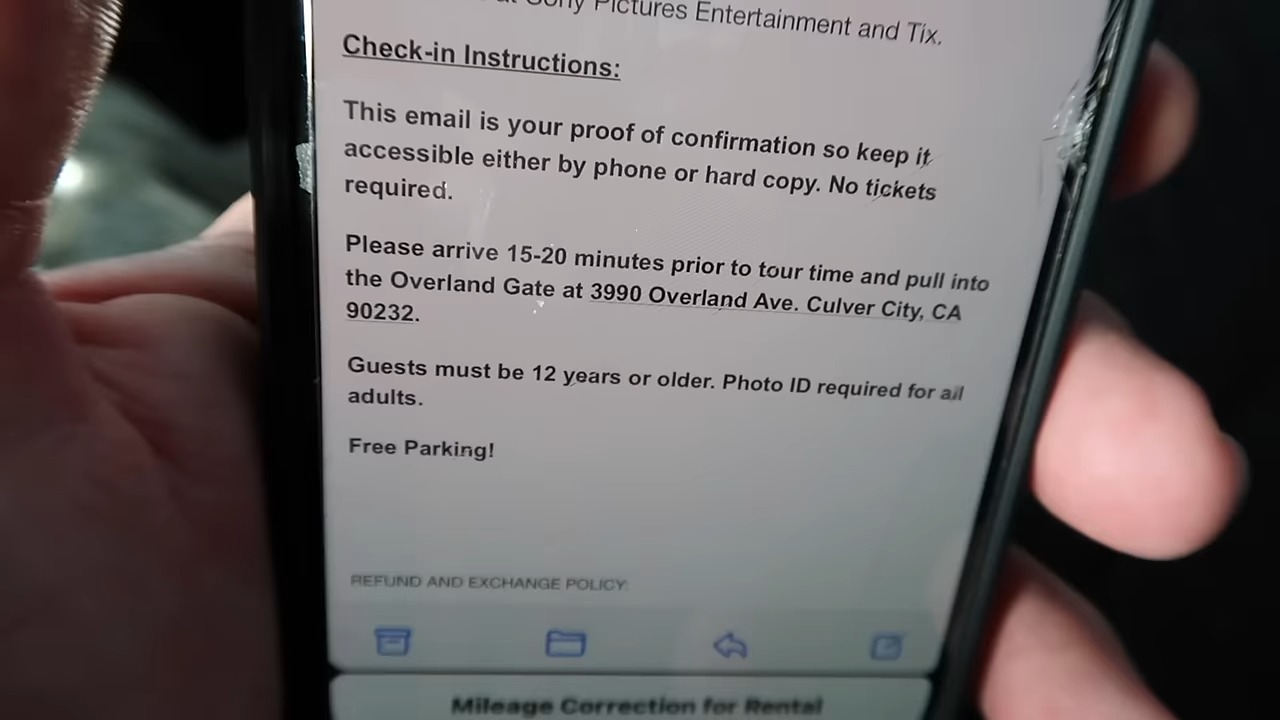 at Sony Pictures Entertainment and Tix.
Check-in Instructions:
This email is your proof of confirmation so keep it
accessible either by phone or hard copy. No tickets
required.
Please arrive 15-20 minutes prior to tour time and pull into
the Overland Gate at 3990 Overland Ave. Culver City, CA
90232.
Guests must be 12 years or older. Photo ID required for all
adults.
Free Parking!
REFUND AND EXCHANGE POLICY:
Mileage Correction for Rental